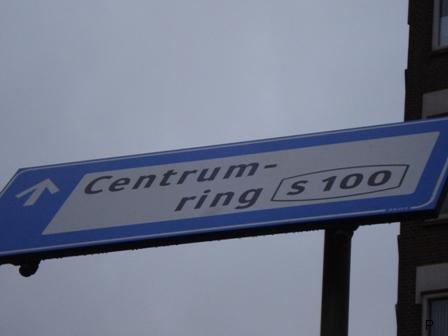 Centrum-
ring S 100